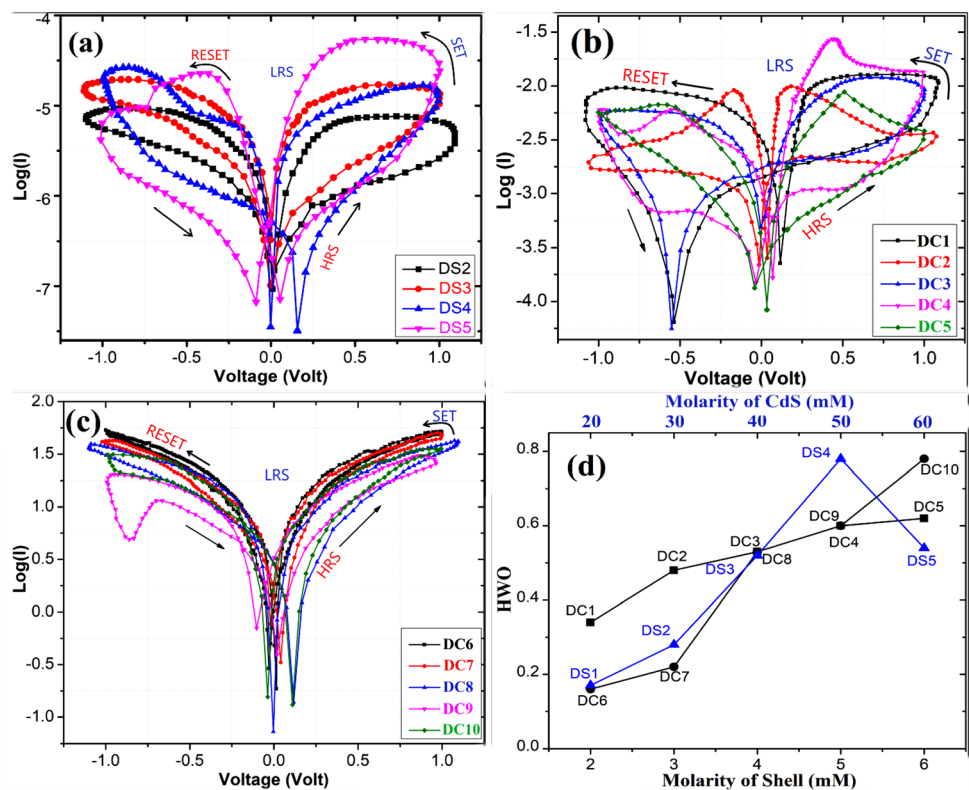 (a)
RESET
LRS
SET
HRS
DS2
DS3
DS4
DS5
-4
-5
-6
-7
Log(I)
-1.0 -0.5 0.0 0.5 1.0
Voltage (Volt)
(b)
RESET
LRS
SET
HRS
DC1
DC2
DC3
DC4
DC5
-1.5
-2.0
-2.5
-3.0
-3.5
-4.0
Log (I)
-1.0 -0.5 0.0 0.5 1.0
Voltage (Volt)
(c)
RESET
LRS
SET
HRS
DC6
DC7
DC8
DC9
DC10
2.0
1.5
1.0
0.5
0.0
-0.5
-1.0
Log(I)
-1.0 -0.5 0.0 0.5 1.0
Voltage (Volt)
Molarity of CdS (mM)
20 30 40 50 60
(d)
DS4
DC10
DC5
DC9
DC4
DC3
DC8
DS3
DS5
DC2
DC1
DS2
DS1
DC7
DC6
0.8
0.6
0.4
0.2
0.0
HWO
2 3 4 5 6
Molarity of Shell (mM)